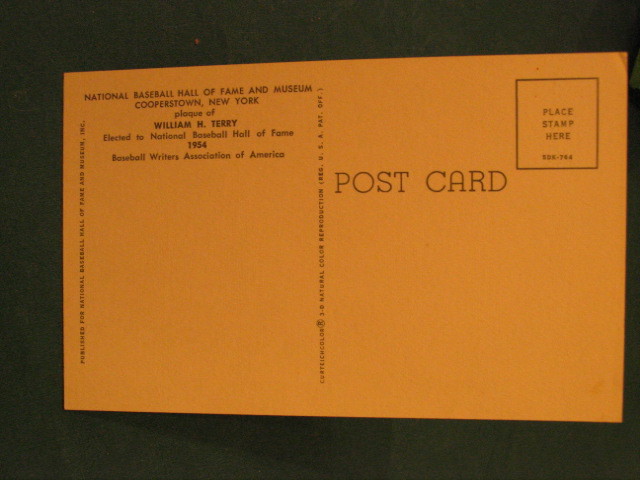 NATIONAL BASEBALL HALL OF FAME AND MUSEUM
COOPERSTOWN, NEW YORK
plaque of
WILLIAM H. TERRY
Elected to National Baseball Hall of Fame
1954
Baseball Writers Association of America
PUBLISHED FOR NATIONAL BASEBALL HALL OF FAME AND MUSEUM, INC.
CURTEICHCOLOR® 3-D NATURAL COLOR REPRODUCTION (REG. U. S. A. PAT. OFF.)
POST CARD
PLACE
STAMP
HERE
5DK-764